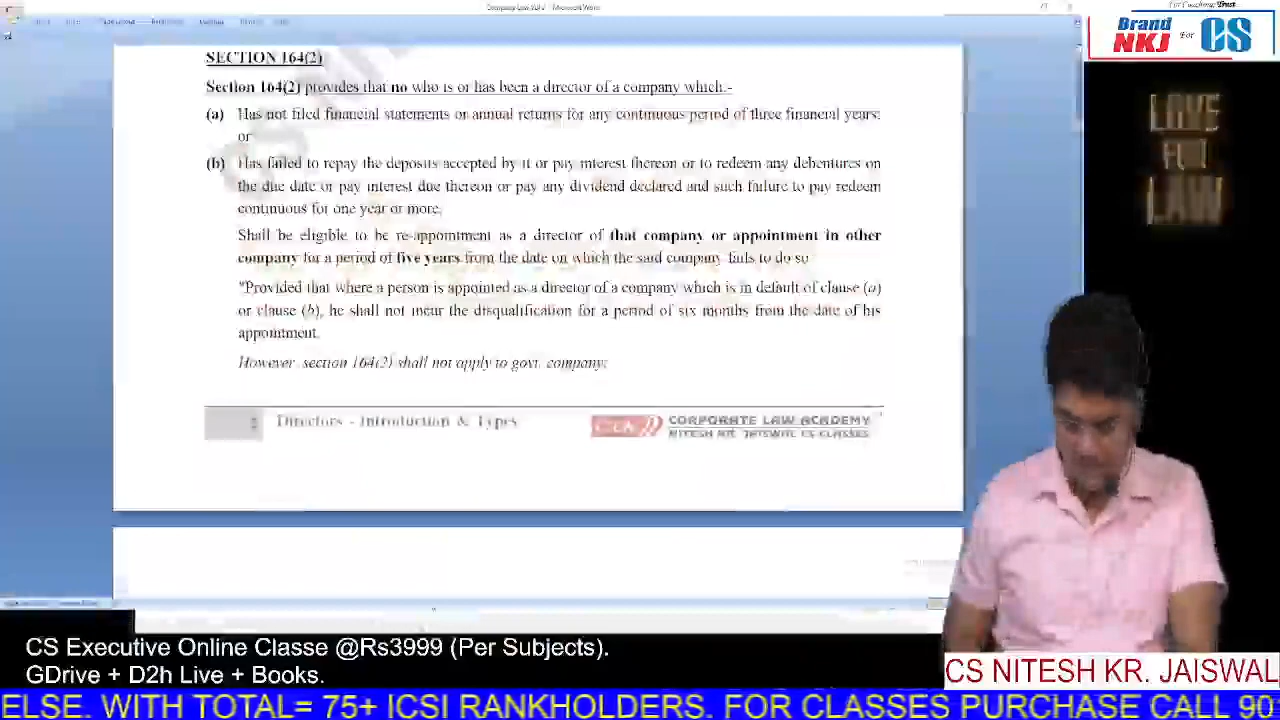 For Coaching Trust
Brand
NKJ
For
CS
SECTION 164(2)
Section 164(2) provides that no who is or has been a director of a company which:-
(a) Has not filed financial statements or annual returns for any continuous period of three financial years;
or
(b) Has failed to repay the deposits accepted by it or pay interest thereon or to redeem any debentures on
the due date or pay interest due thereon or pay any dividend declared and such failure to pay redeem
continuous for one year or more.
Shall be eligible to be re-appointment as a director of that company or appointment in other
company for a period of five years from the date on which the said company fails to do so
"Provided that where a person is appointed as a director of a company which is in default of clause (a)
or clause (b), he shall not incur the disqualification for a period of six months from the date of his
appointment.
However, section 164(2) shall not apply to govt. company:
Directors - Introduction & Types
CORPORATE LAW ACADEMY
NITESH KR. JAISWAL CS CLASSES
LAW
CS Executive Online Classe @Rs3999 (Per Subjects).
GDrive + D2h Live + Books.
CS NITESH KR. JAISWAL
ELSE. WITH TOTAL= 75+ ICSI RANKHOLDERS. FOR CLASSES PURCHASE CALL 90